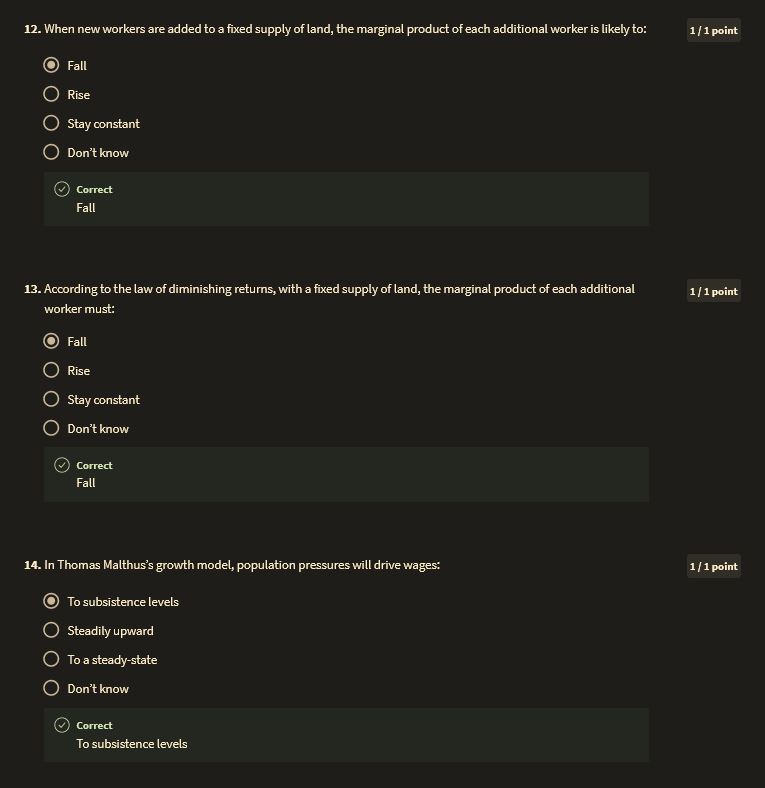 12. When new workers are added to a fixed supply of land, the marginal product of each additional worker is likely to:
1 / 1 point
Fall
Rise
Stay constant
Don't know
Correct
Fall
13. According to the law of diminishing returns, with a fixed supply of land, the marginal product of each additional
worker must:
1 / 1 point
Fall
Rise
Stay constant
Don't know
Correct
Fall
14. In Thomas Malthus's growth model, population pressures will drive wages:
1 / 1 point
To subsistence levels
Steadily upward
To a steady-state
Don't know
Correct
To subsistence levels